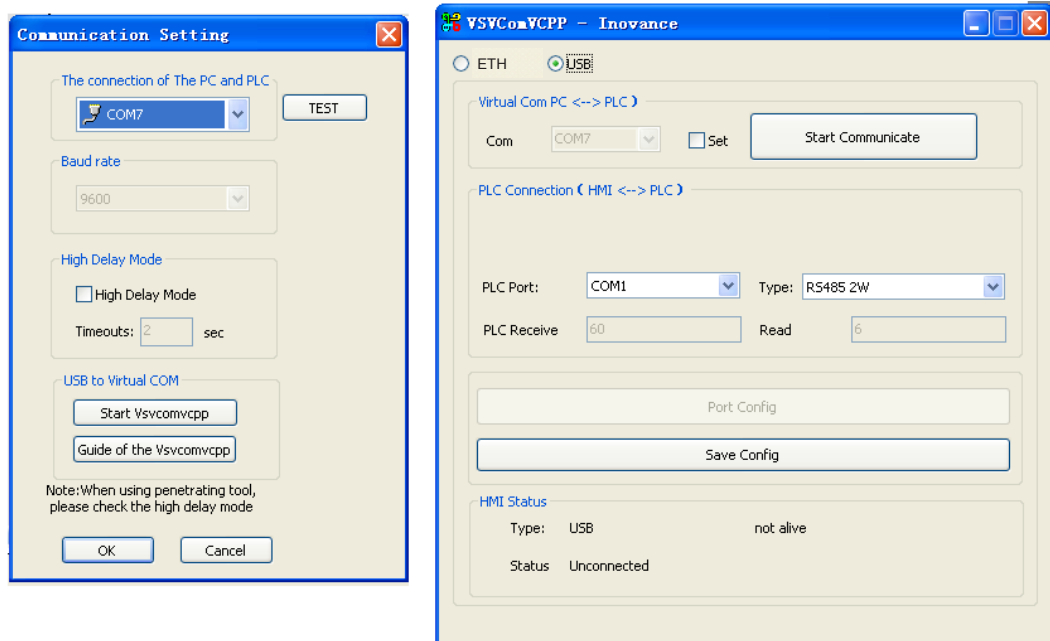 Communication Setting
The connection of The PC and PLC
COM7
TEST
Baud rate
9600
High Delay Mode
High Delay Mode
Timeouts: 2 sec
USB to Virtual COM
Start Vsvcomvcpp
Guide of the Vsvcomvcpp
Note:When using penetrating tool,
please check the high delay mode
OK Cancel
VSVComVCPP - Inovance
ETH USB
Virtual Com PC <--> PLC )
Com COM7 Set Start Communicate
PLC Connection ( HMI <--> PLC )
PLC Port: COM1 Type: RS485 2W
PLC Receive 60 Read 6
Port Config
Save Config
HMI Status
Type: USB not alive
Status Unconnected